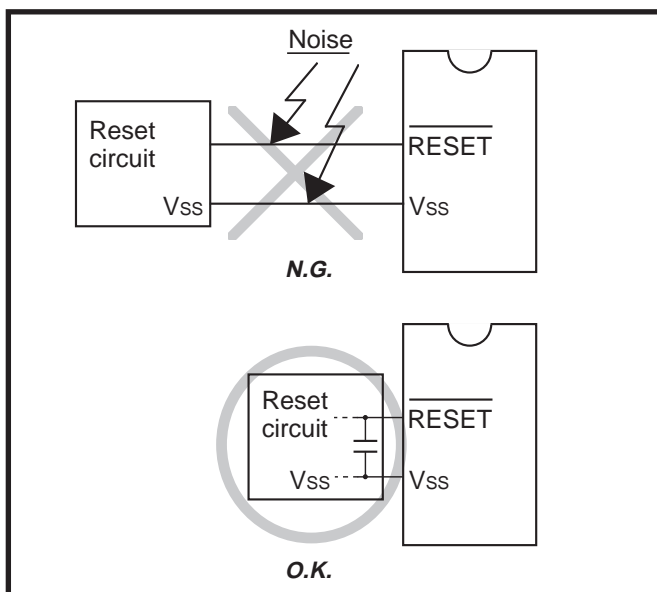 Noise
Reset
circuit
RESET
Vss
Vss
N.G.
Reset
circuit
RESET
Vss
Vss
O.K.